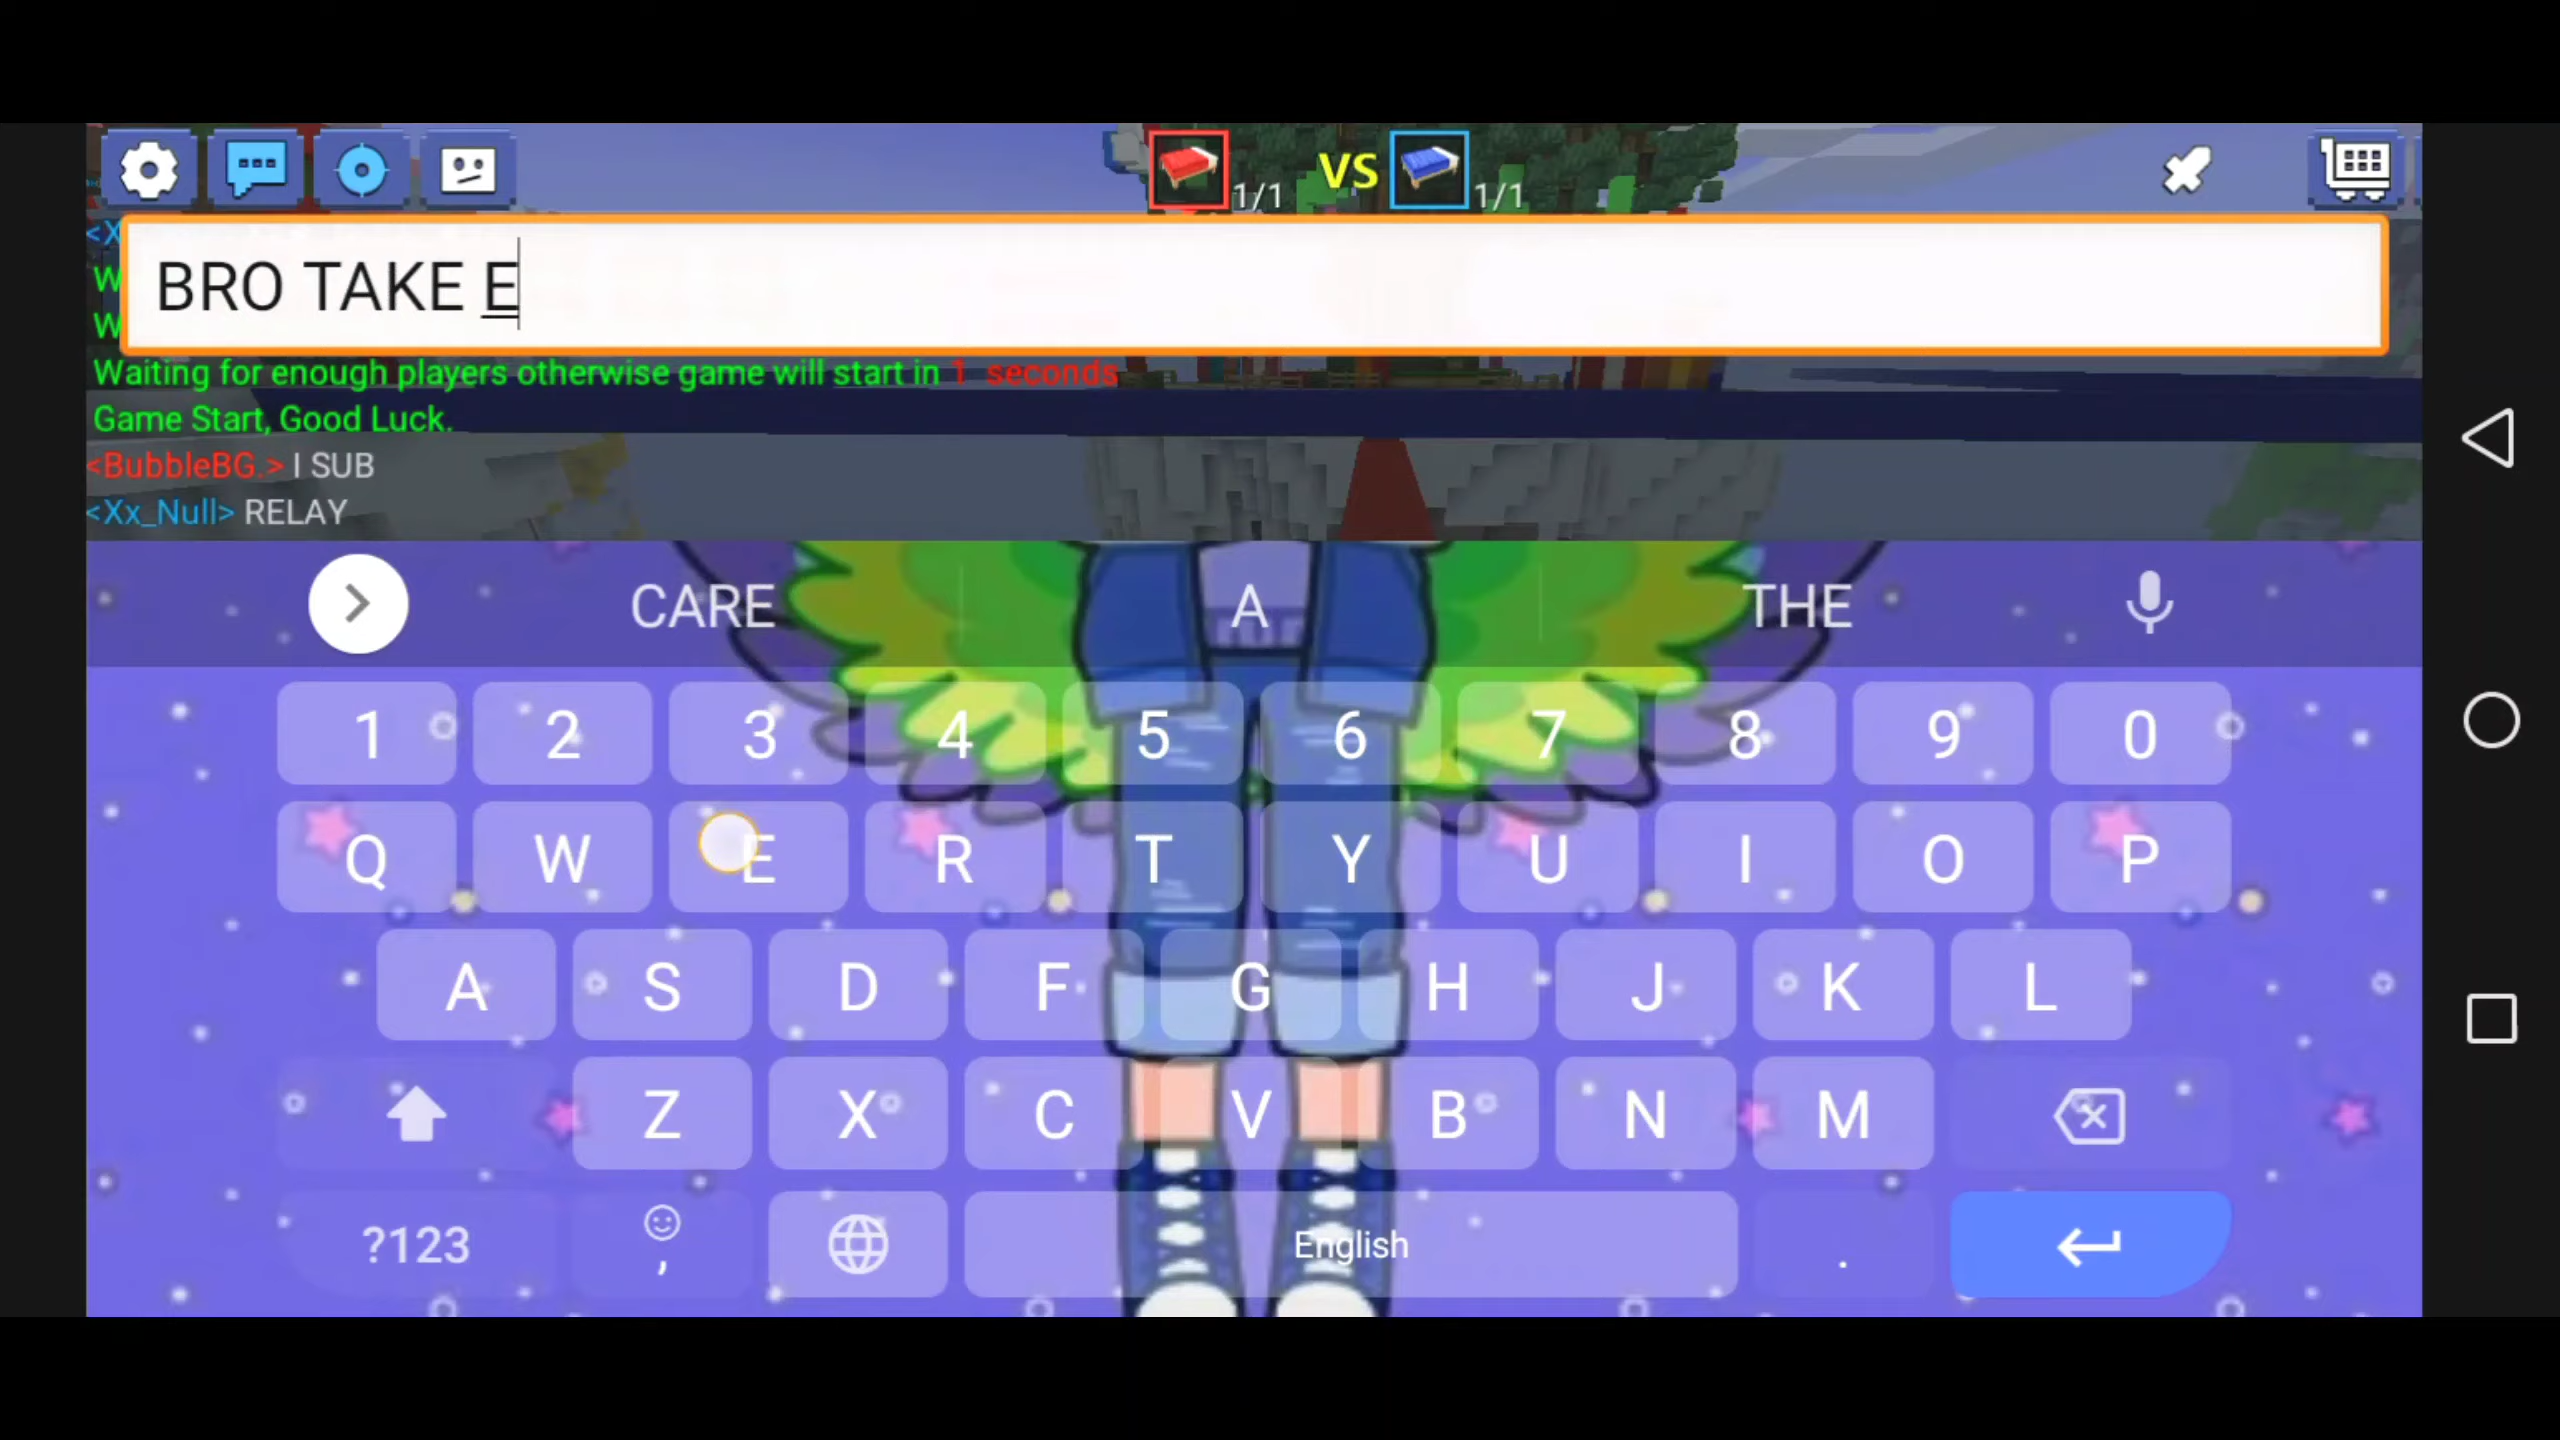 1/1 VS 1/1
<X
BRO TAKE E
W
W
Waiting for enough players otherwise game will start in 1 seconds
Game Start, Good Luck.
<BubbleBG.> I SUB
<Xx_Null> RELAY
CARE A THE
1 2 3 4 5 6 7 8 9 0
Q W E R T Y U I O P
A S D F G H J K L
Z X C V B N M
?123 , English .